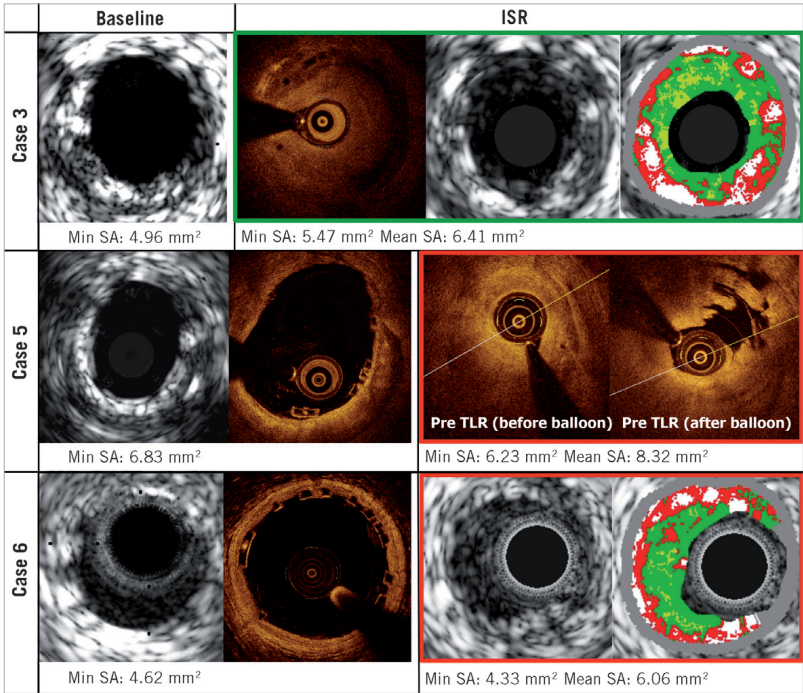 Baseline
ISR
Case 3
Min SA: 4.96 mm²
Min SA: 5.47 mm² Mean SA: 6.41 mm²
Case 5
Pre TLR (before balloon)
Pre TLR (after balloon)
Min SA: 6.83 mm²
Min SA: 6.23 mm² Mean SA: 8.32 mm²
Case 6
Min SA: 4.62 mm²
Min SA: 4.33 mm² Mean SA: 6.06 mm²